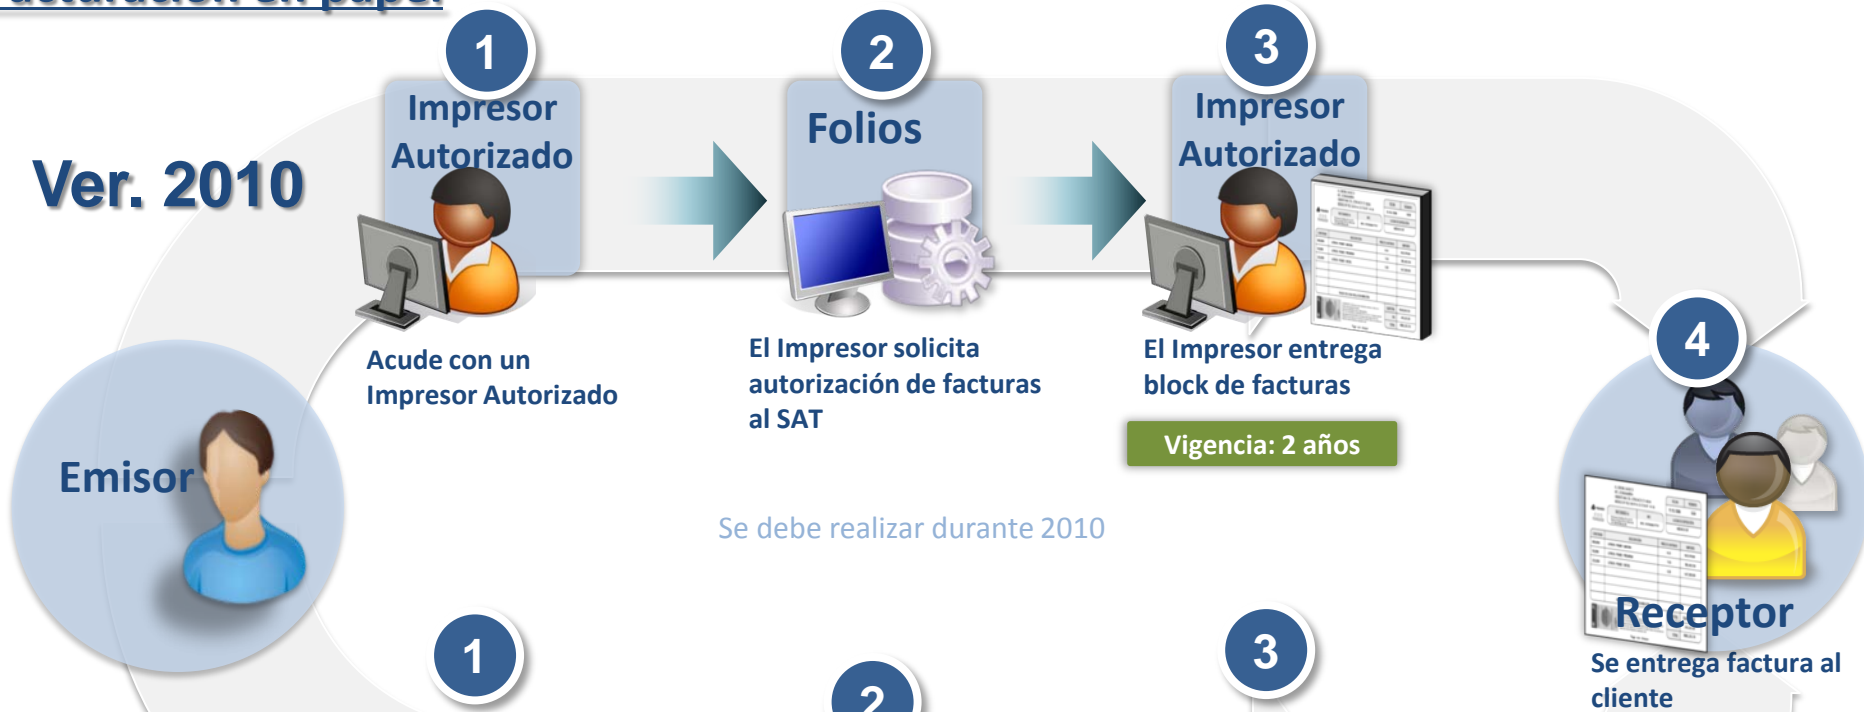 en papel
1
2
3
Impresor
Autorizado
Folios
Impresor
Autorizado
Ver. 2010
4
Acude con un
Impresor Autorizado
El Impresor solicita
autorización de facturas
al SAT
El Impresor entrega
block de facturas
Vigencia: 2 años
Emisor
Se debe realizar durante 2010
Receptor
Se entrega factura al
cliente
1
2
3